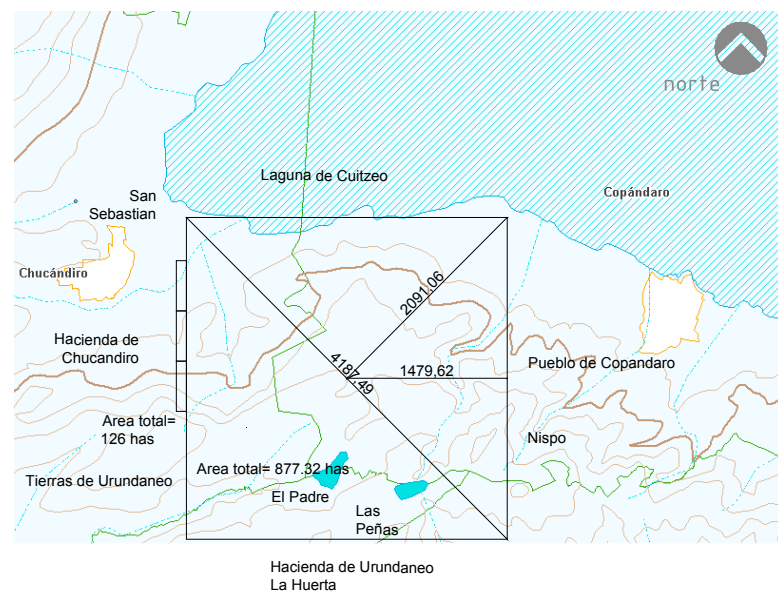 norte
Laguna de Cuitzeo
Copándaro
San
Sebastian
Chucándiro
2091,06
Hacienda de
Chucandiro
4187,49
1479,62
Pueblo de Copandaro
Area total=
126 has
Nispo
Area total= 877.32 has
Tierras de Urundaneo
El Padre
Las
Peñas
Hacienda de Urundaneo
La Huerta